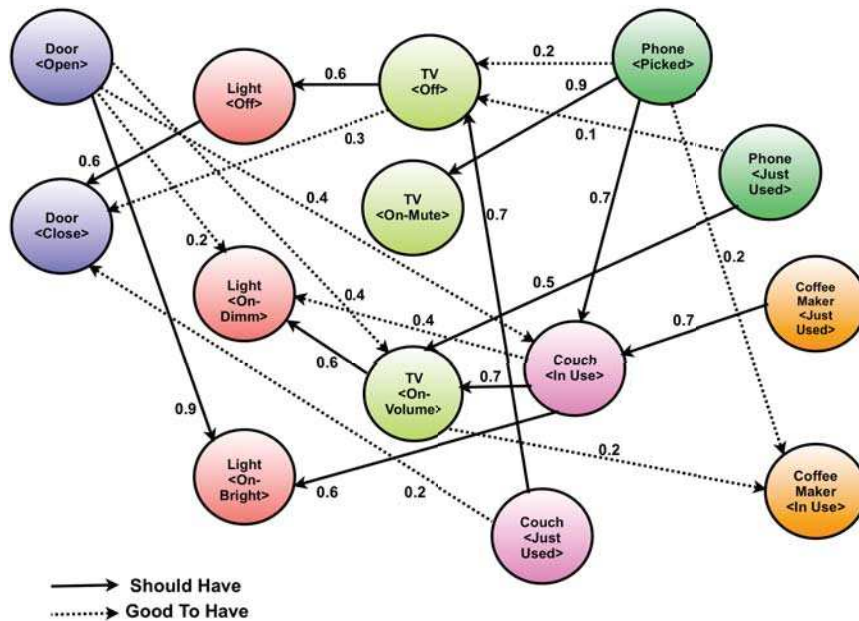 Door
<Open>
Light
<Off>
TV
<Off>
Phone
<Picked>
0.2
0.6
0.9
0.1
0.3
0.6
Door
<Close>
TV
<On-Mute>
Phone
<Just
Used>
0.4
0.7
0.7
0.2
0.2
Light
<On-
Dimm>
0.4
0.5
0.4
Coffee
Maker
<Just
Used>
0.7
0.6
TV
<On-
Volume>
0.7
Couch
<In Use>
0.9
0.2
Light
<On-
Bright>
0.6
0.2
Couch
<Just
Used>
Coffee
Maker
<In Use>
Should Have
Good To Have